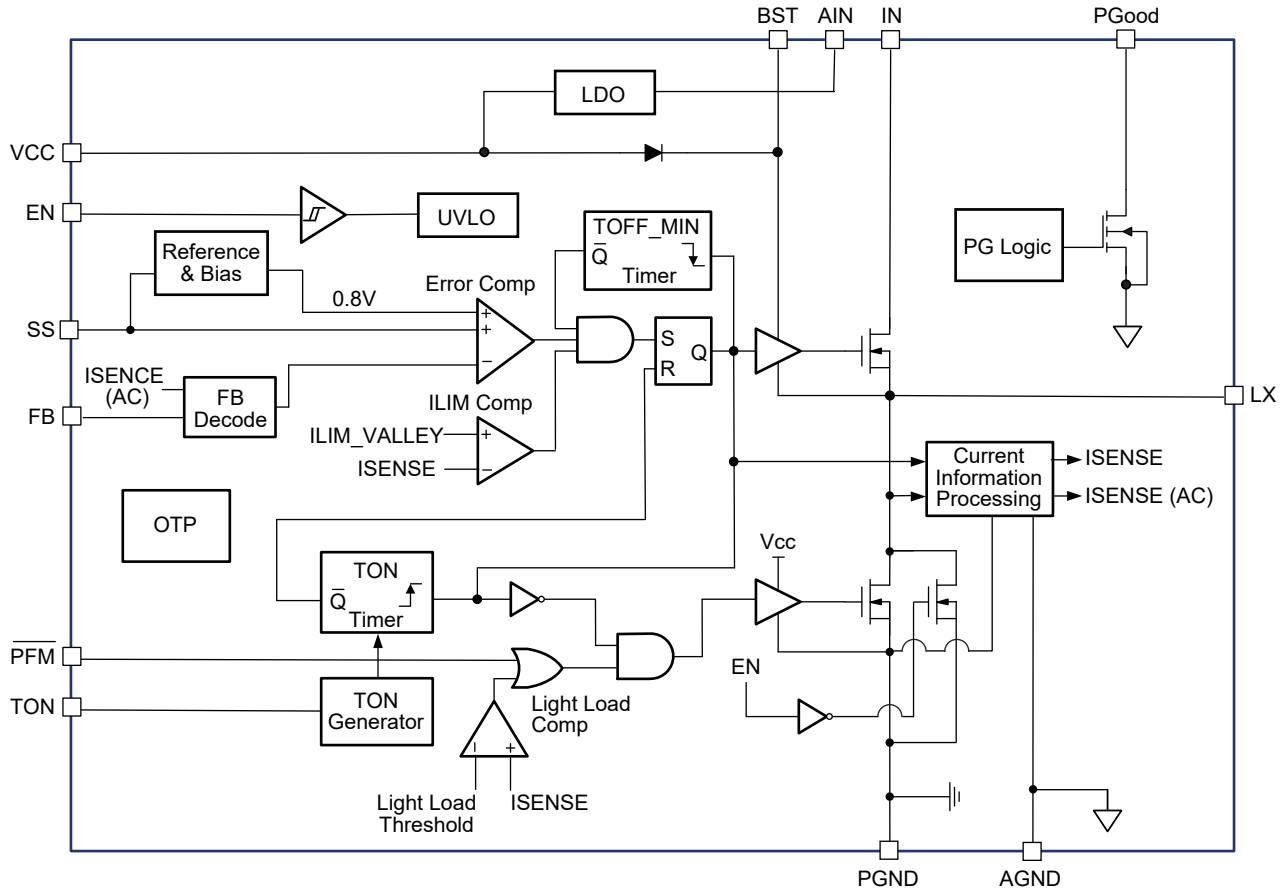 BST
AIN
IN
PGood
LDO
VCC
EN
UVLO
TOFF_MIN
Q̅
Timer
Reference
& Bias
Error Comp
0.8V
+
+
−
SS
S
R
Q
PG Logic
ISENCE
(AC)
FB
FB
Decode
ILIM Comp
ILIM_VALLEY
+
ISENSE
−
LX
Current
Information
Processing
ISENSE
ISENSE (AC)
OTP
Vcc
TON
Q̅
Timer
P̅F̅M̅
TON
TON
Generator
Light Load
Comp
EN
−
+
Light Load
Threshold
ISENSE
PGND
AGND